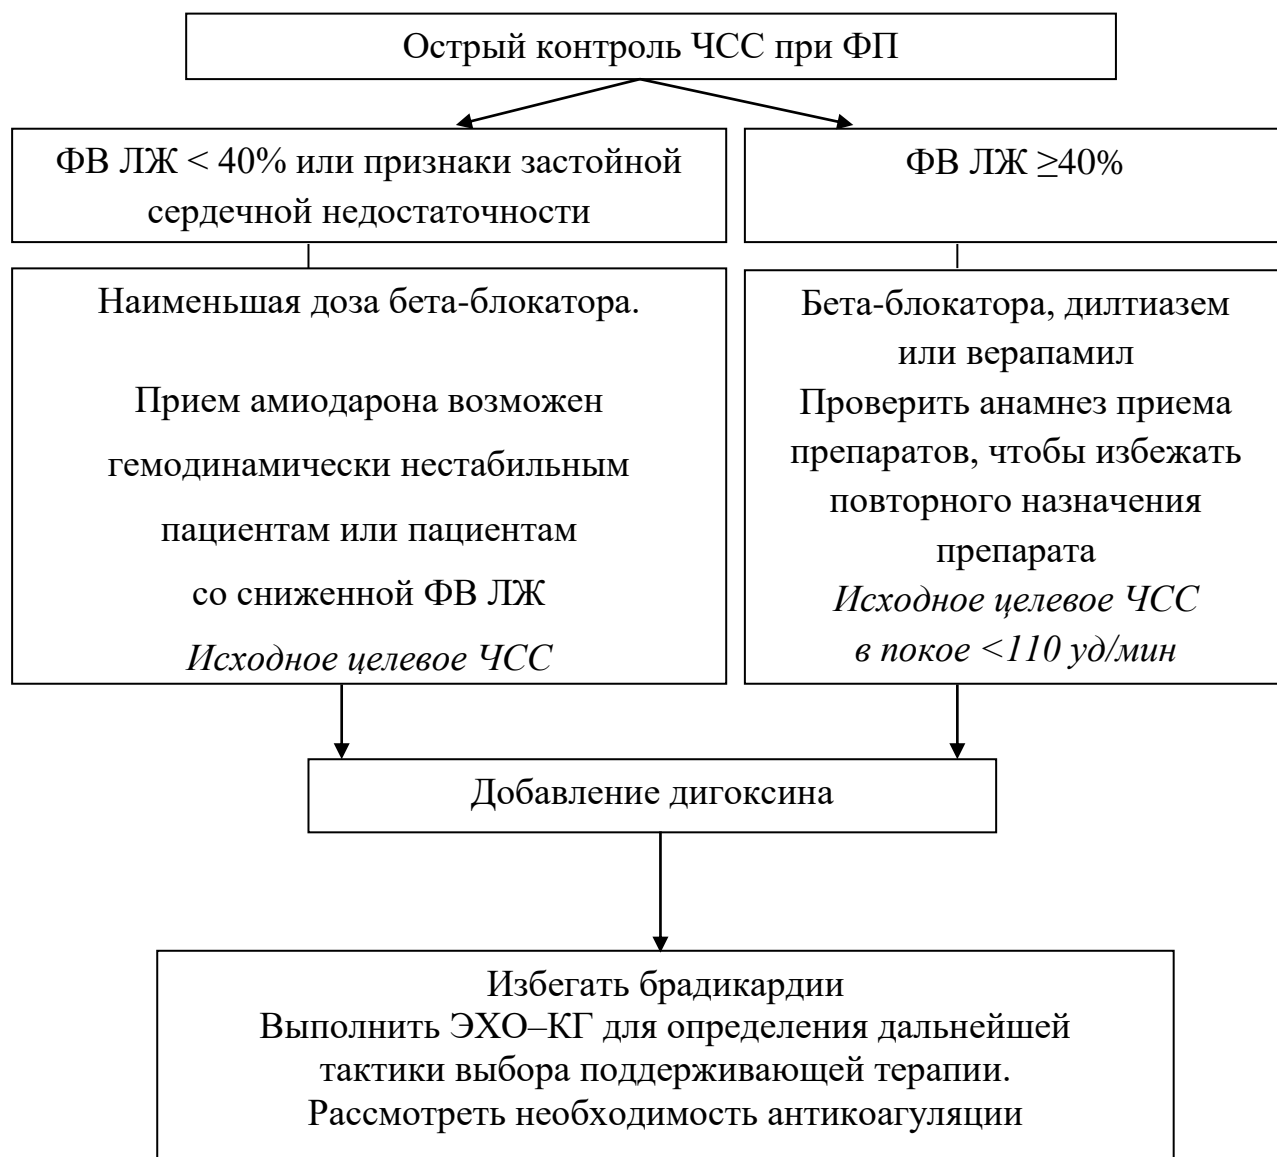 Острый контроль ЧСС при ФП
ФВ ЛЖ < 40% или признаки застойной
сердечной недостаточности
ФВ ЛЖ ≥40%
Наименьшая доза бета-блокатора.
Прием амиодарона возможен
гемодинамически нестабильным
пациентам или пациентам
со сниженной ФВ ЛЖ
Исходное целевое ЧСС
Бета-блокатора, дилтиазем
или верапамил
Проверить анамнез приема
препаратов, чтобы избежать
повторного назначения
препарата
Исходное целевое ЧСС
в покое <110 уд/мин
Добавление дигоксина
Избегать брадикардии
Выполнить ЭХО–КГ для определения дальнейшей
тактики выбора поддерживающей терапии.
Рассмотреть необходимость антикоагуляции